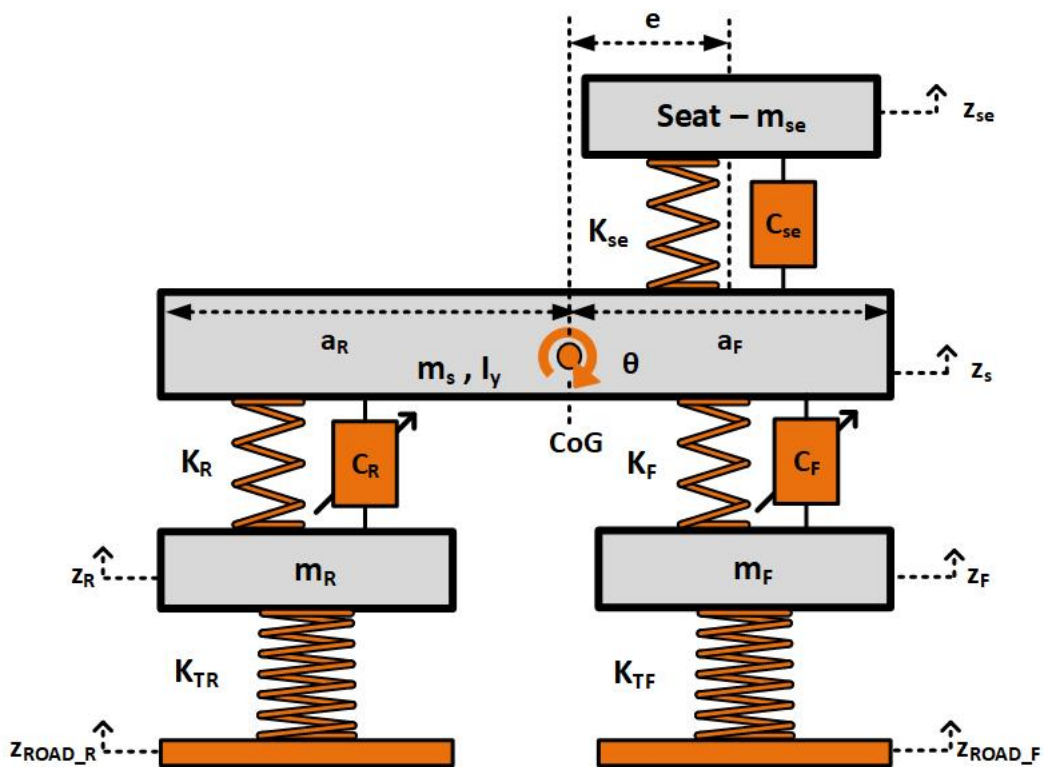 e
Seat – mse
zse
Kse
Cse
aR
aF
ms , Iy
θ
zs
CoG
KR
CR
KF
CF
zR
mR
mF
zF
KTR
KTF
zROAD_R
zROAD_F